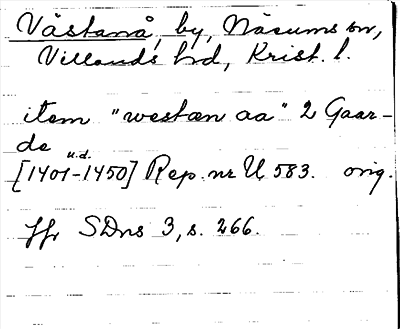 Västanå, by, Näsums sn,
Villands hd, Krist. l.
item "westan aa" 2 Gaar-
de
u.d.
[1401-1450] Rep. nr U 583. orig.
Jfr SDns 3, s. 266.